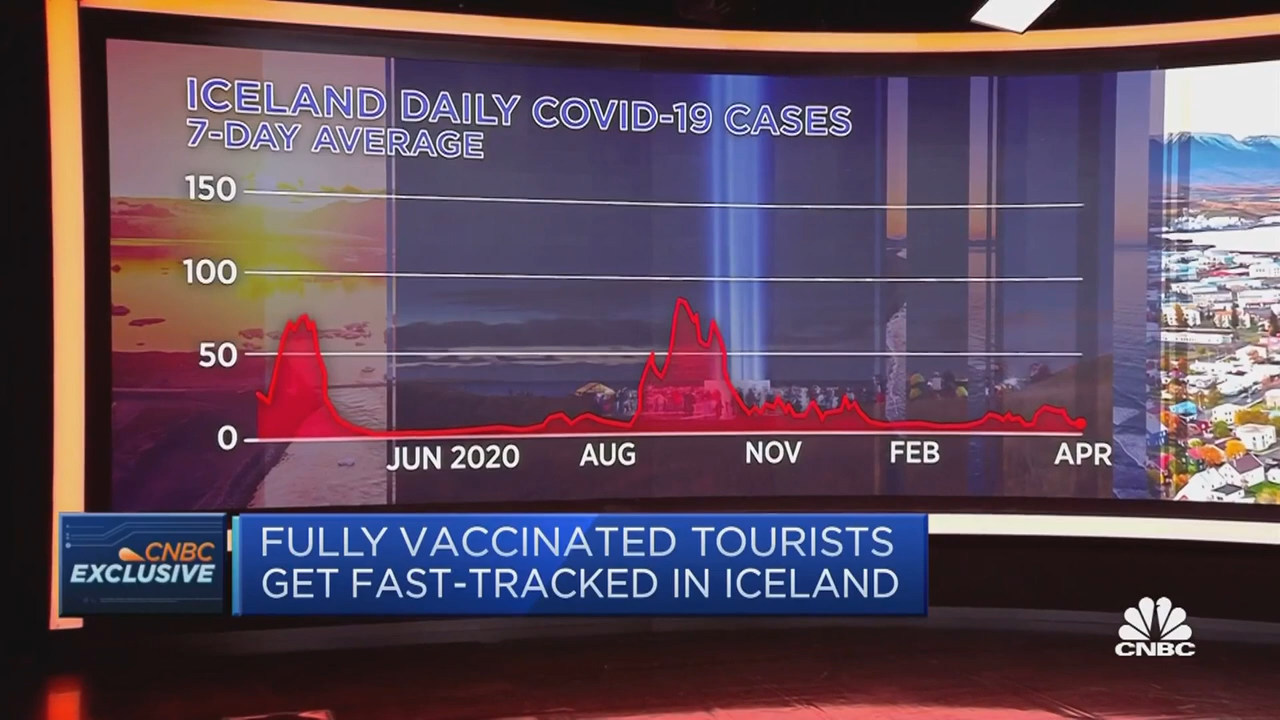 ICELAND DAILY COVID-19 CASES
7-DAY AVERAGE
150
100
50
0
JUN 2020 AUG NOV FEB APR
CNBC
EXCLUSIVE
FULLY VACCINATED TOURISTS
GET FAST-TRACKED IN ICELAND
CNBC